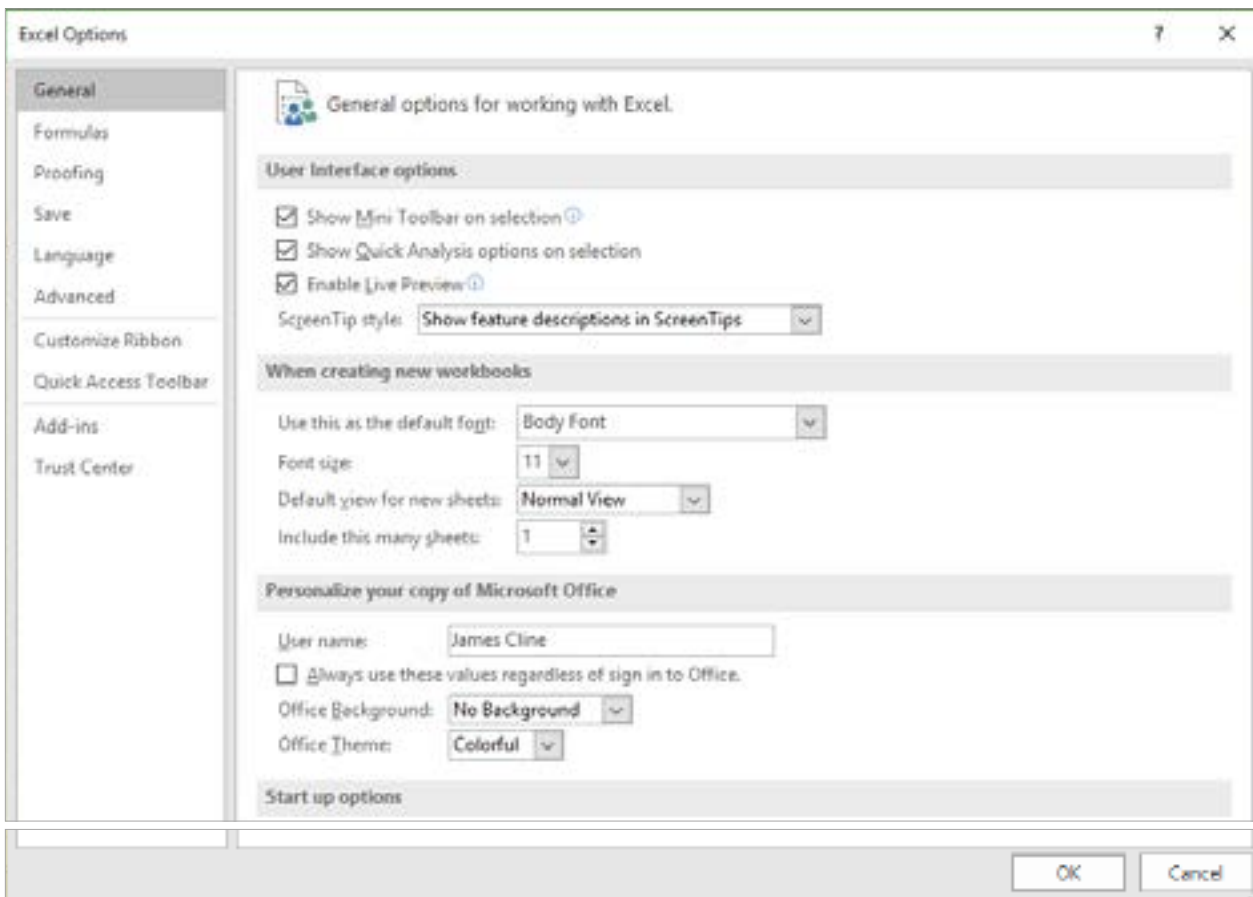 Excel Options ? ×
General
Formulas
Proofing
Save
Language
Advanced
Customize Ribbon
Quick Access Toolbar
Add-ins
Trust Center
General options for working with Excel.
User Interface options
Show Mini Toolbar on selection
Show Quick Analysis options on selection
Enable Live Preview
ScreenTip style: Show feature descriptions in ScreenTips
When creating new workbooks
Use this as the default font: Body Font
Font size: 11
Default view for new sheets: Normal View
Include this many sheets: 1
Personalize your copy of Microsoft Office
User name: James Cline
Always use these values regardless of sign in to Office.
Office Background: No Background
Office Theme: Colorful
Start up options
OK Cancel